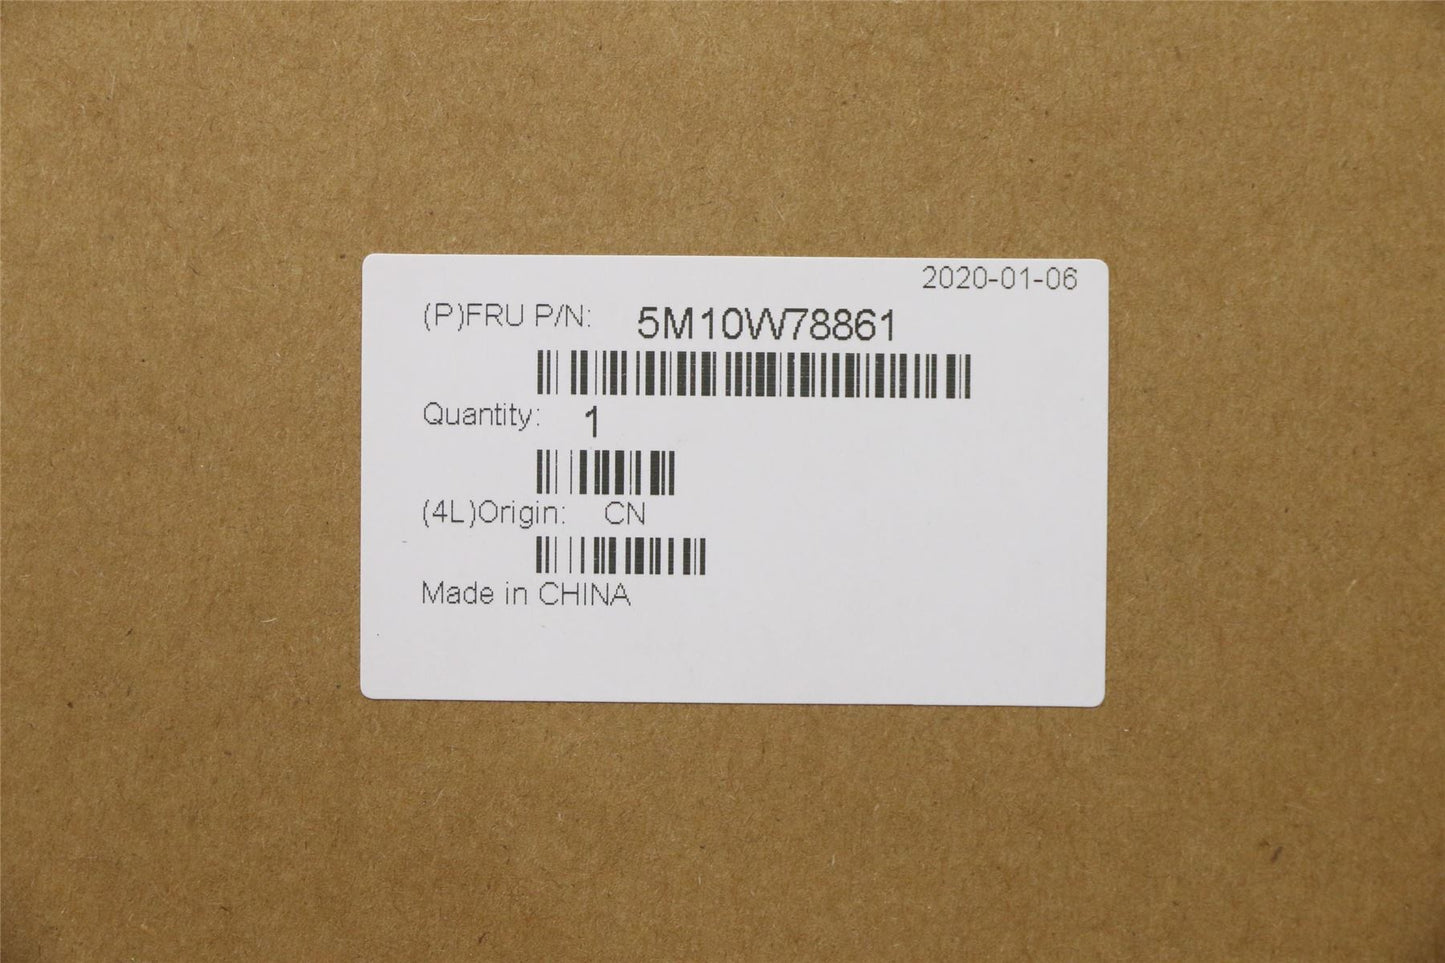 2020-01-06
(P)FRU P/N: 5M10W78861
Quantity: 1
(4L)Origin: CN
Made in CHINA